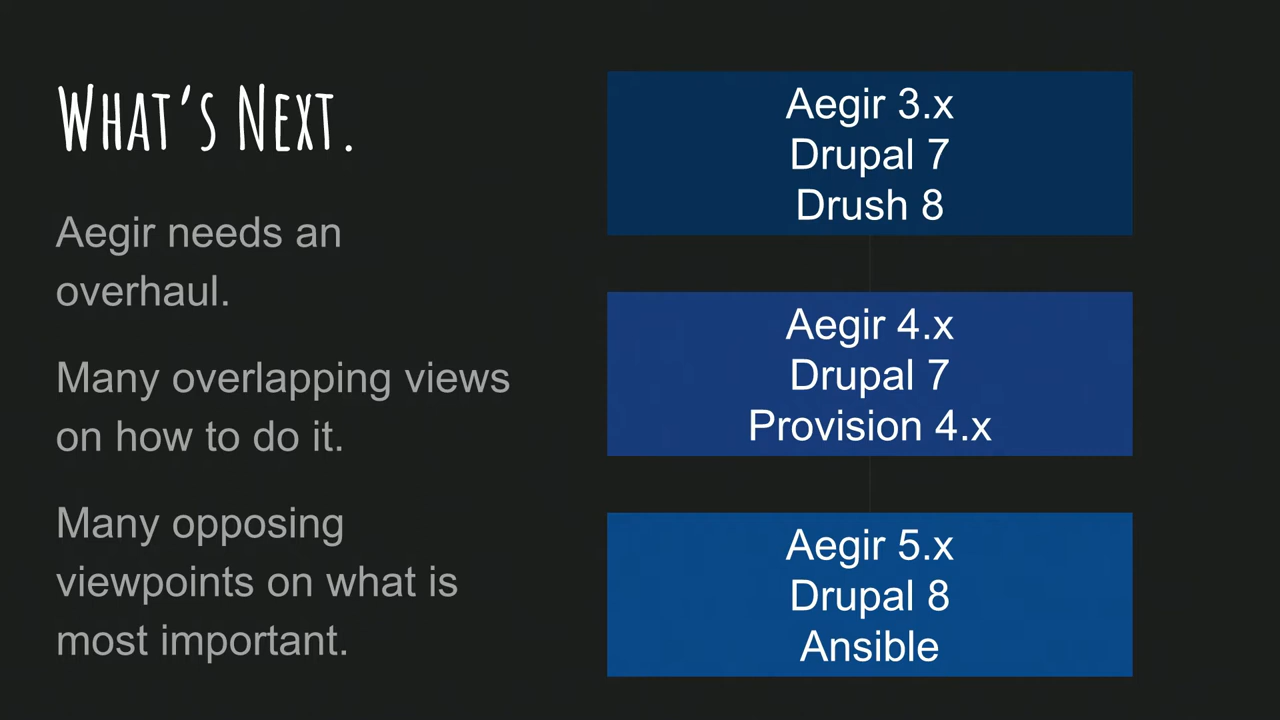 WHAT'S NEXT.
Aegir needs an
overhaul.
Many overlapping views
on how to do it.
Many opposing
viewpoints on what is
most important.
Aegir 3.x
Drupal 7
Drush 8
Aegir 4.x
Drupal 7
Provision 4.x
Aegir 5.x
Drupal 8
Ansible